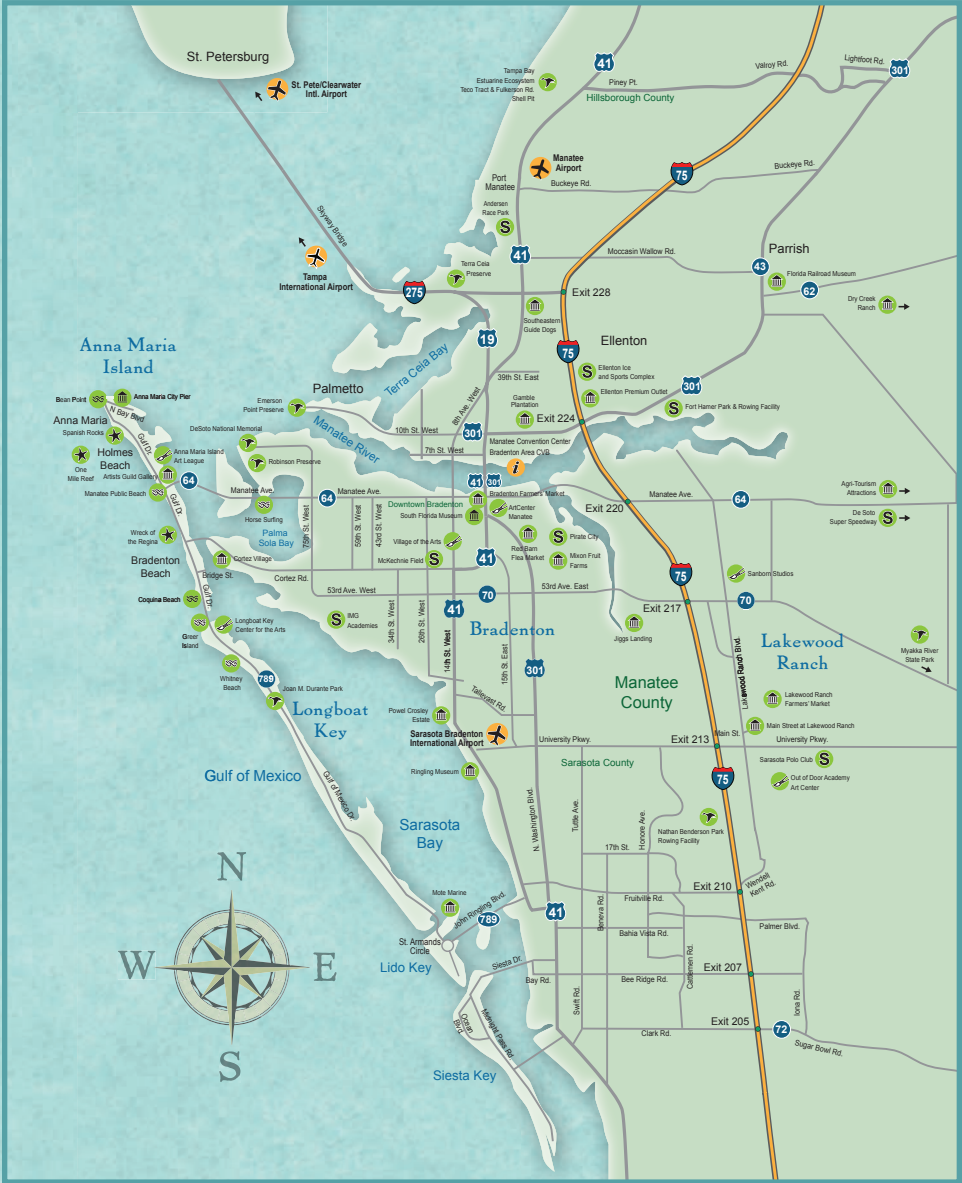 St. Petersburg
St. Pete/Clearwater
Intl. Airport
Tampa Bay
Estuarine Ecosystem
Teco Tract & Fulkerson Rd.
Shell Pit
41
Piney Pt.
Valroy Rd.
Lightfoot Rd.
301
Hillsborough County
Manatee
Airport
75
Buckeye Rd.
Port
Manatee
Buckeye Rd.
Andersen
Race Park
Skyway Bridge
41
Moccasin Wallow Rd.
Parrish
43
Florida Railroad Museum
62
Tampa
International Airport
Terra Ceia
Preserve
275
Exit 228
Dry Creek
Ranch
Southeastern
Guide Dogs
19
Ellenton
75
Anna Maria
Island
Terra Ceia Bay
Ellenton Ice
and Sports Complex
39th St. East
301
Palmetto
Ellenton Premium Outlet
Bean Point
Anna Maria City Pier
N Bay Blvd
Emerson
Point Preserve
8th Ave. West
Gamble
Plantation
Exit 224
Fort Hamer Park & Rowing Facility
Anna Maria
Spanish Rocks
DeSoto National Memorial
Manatee River
10th St. West
301
Manatee Convention Center
7th St. West
Bradenton Area CVB
i
Gulf Dr.
Holmes
Beach
One
Mile Reef
Anna Maria Island
Art League
Artists Guild Gallery
Robinson Preserve
64
Manatee Public Beach
Manatee Ave.
64
Manatee Ave.
41
301
Bradenton Farmers' Market
Downtown Bradenton
ArtCenter
Manatee
South Florida Museum
Exit 220
Manatee Ave.
64
Agri-Tourism
Attractions
De Soto
Super Speedway
Gulf Dr.
Horse Surfing
Palma
Sola Bay
75th St. West
59th St. West
43rd St. West
Wreck of
the Regina
Village of the Arts
Red Barn
Flea Market
Pirate City
Mixon Fruit
Farms
McKechnie Field
41
Bradenton
Beach
Cortez Village
Bridge St.
Cortez Rd.
75
Sanborn Studios
53rd Ave. West
70
53rd Ave. East
Exit 217
70
Coquina Beach
Gulf Dr.
Greer
Island
Longboat Key
Center for the Arts
IMG
Academies
34th St. West
26th St. West
41
14th St. West
Bradenton
15th St. East
301
Jiggs Landing
Lakewood Ranch Blvd.
Lakewood
Ranch
Myakka River
State Park
Whitney
Beach
789
Joan M. Durante Park
Longboat
Key
Tallevast Rd.
Manatee
County
Lakewood Ranch
Farmers' Market
Powel Crosley
Estate
Sarasota Bradenton
International Airport
Main Street at Lakewood Ranch
Main St.
University Pkwy.
Exit 213
University Pkwy.
Sarasota County
Sarasota Polo Club
Ringling Museum
75
Out of Door Academy
Art Center
Gulf of Mexico
Gulf of Mexico Dr.
Sarasota
Bay
N. Washington Blvd.
Tuttle Ave.
Honore Ave.
Nathan Benderson Park
Rowing Facility
17th St.
N
W
E
S
Mote Marine
John Ringling Blvd.
789
41
Exit 210
Wendell
Kent Rd.
Fruitville Rd.
Beneva Rd.
Palmer Blvd.
Bahia Vista Rd.
St. Armands
Circle
Lido Key
Siesta Dr.
Bay Rd.
Bee Ridge Rd.
Cattlemen Rd.
Exit 207
Swift Rd.
Iona Rd.
Ocean
Blvd.
Midnight Pass Rd
Exit 205
72
Clark Rd.
Sugar Bowl Rd.
Siesta Key